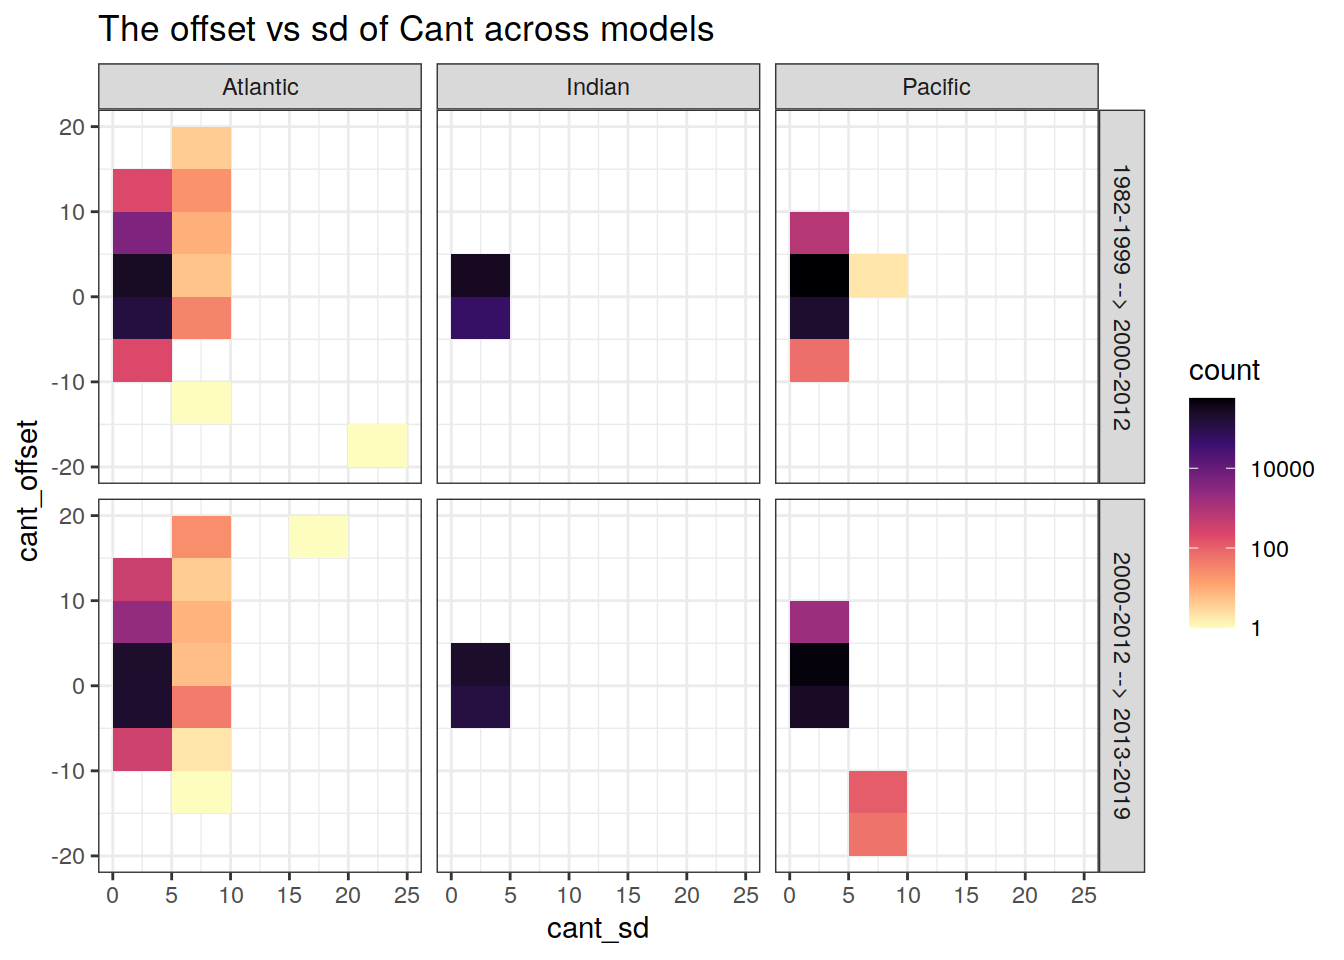 The offset vs sd of Cant across models
Atlantic
Indian
Pacific
20
10
0
-10
-20
1982-1999 --> 2000-2012
20
10
0
-10
-20
2000-2012 --> 2013-2019
cant_offset
0 5 10 15 20 25
0 5 10 15 20 25
0 5 10 15 20 25
cant_sd
count
10000
100
1